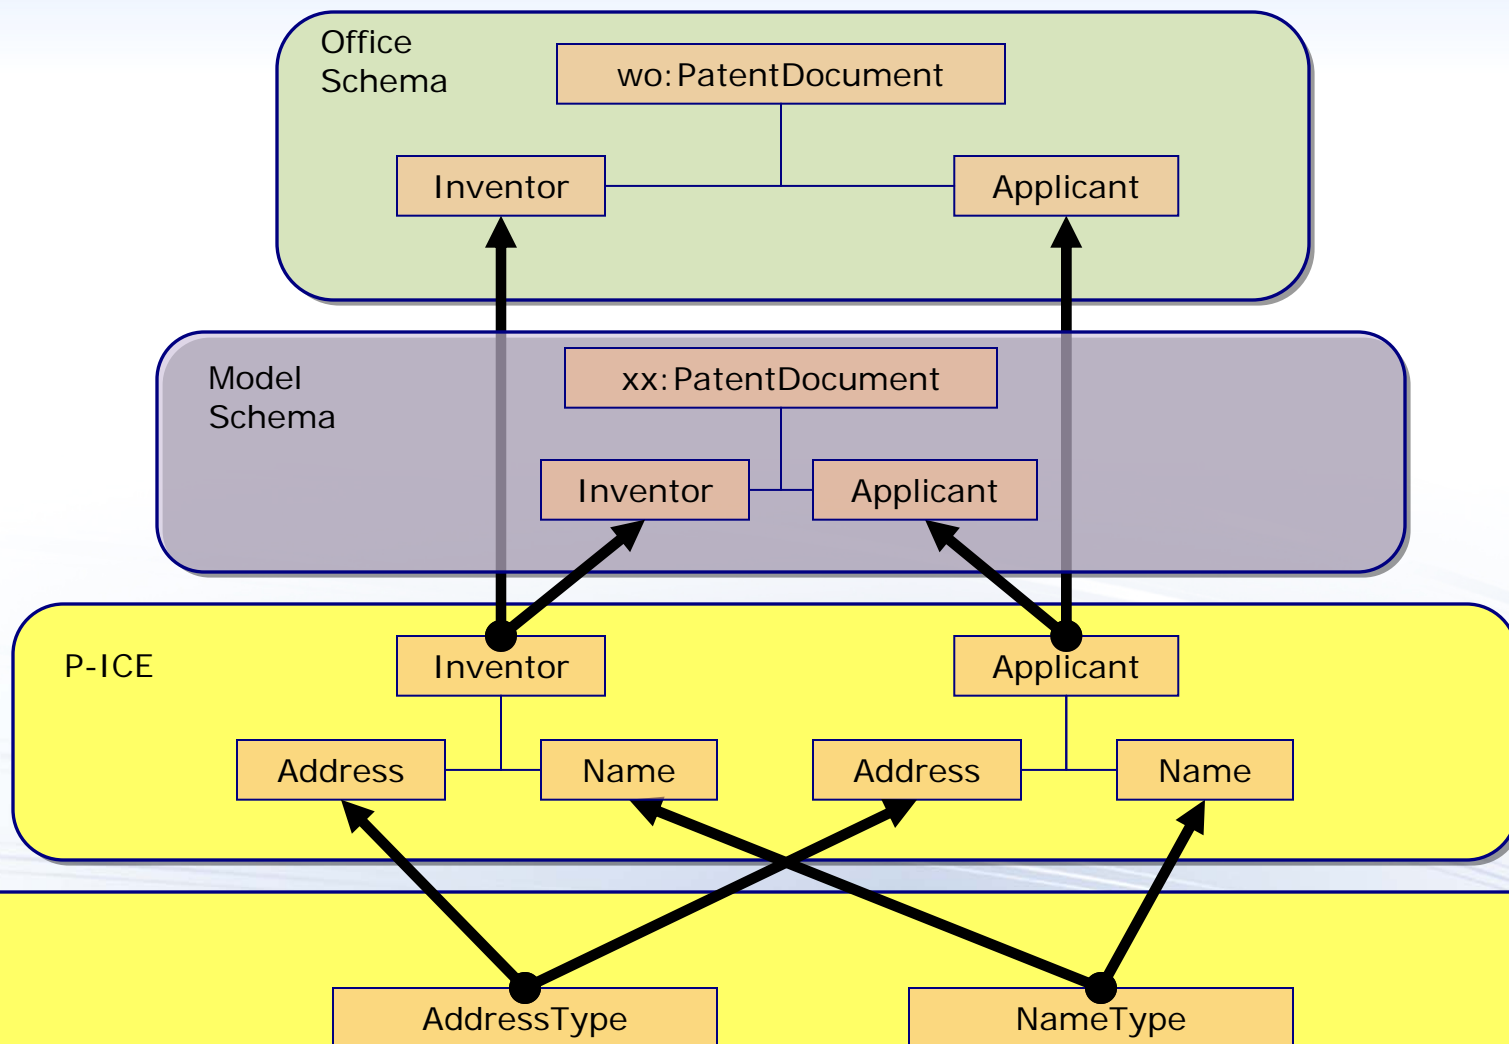 Office
Schema
wo:PatentDocument
Inventor
Applicant
Model
Schema
xx:PatentDocument
Inventor
Applicant
P-ICE
Inventor
Applicant
Address
Name
Address
Name
AddressType
NameType